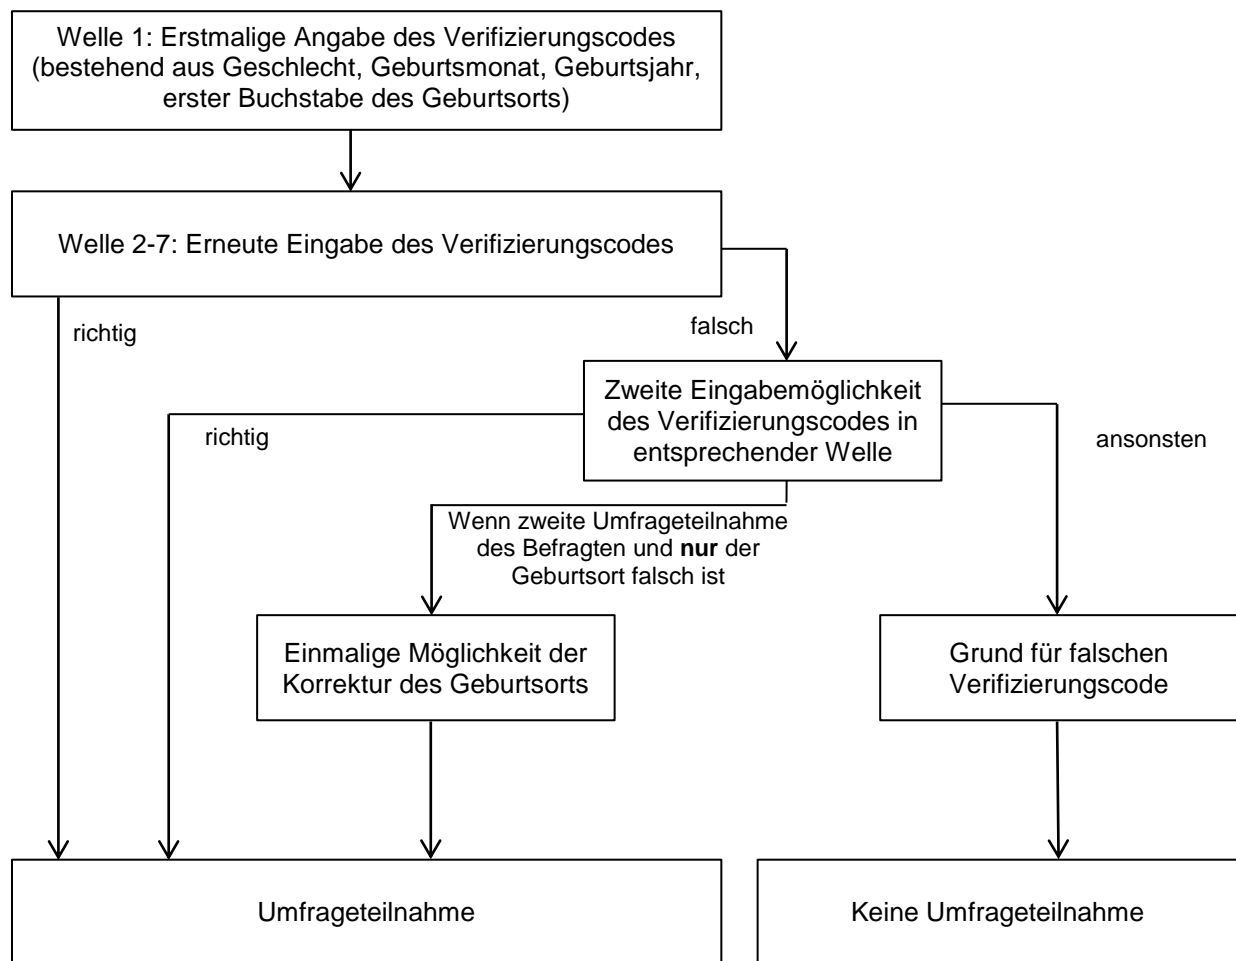 Welle 1: Erstmalige Angabe des Verifizierungscodes
(bestehend aus Geschlecht, Geburtsmonat, Geburtsjahr,
erster Buchstabe des Geburtsorts)
Welle 2-7: Erneute Eingabe des Verifizierungscodes
richtig
falsch
Zweite Eingabemöglichkeit
des Verifizierungscodes in
entsprechender Welle
richtig
ansonsten
Wenn zweite Umfrageteilnahme
des Befragten und nur der
Geburtsort falsch ist
Einmalige Möglichkeit der
Korrektur des Geburtsorts
Grund für falschen
Verifizierungscode
Umfrageteilnahme
Keine Umfrageteilnahme